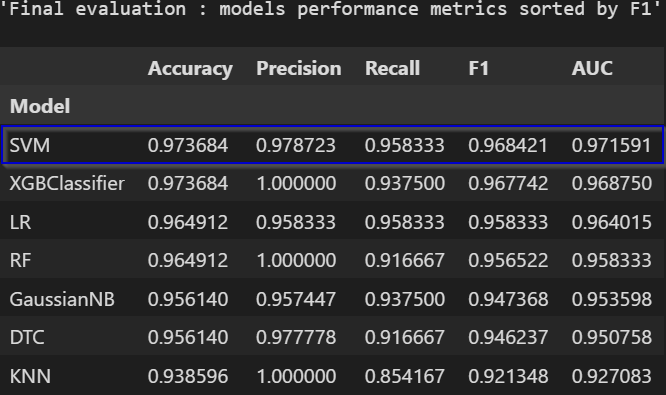 'Final evaluation : models performance metrics sorted by F1'
Accuracy Precision Recall F1 AUC
Model
SVM 0.973684 0.978723 0.958333 0.968421 0.971591
XGBClassifier 0.973684 1.000000 0.937500 0.967742 0.968750
LR 0.964912 0.958333 0.958333 0.958333 0.964015
RF 0.964912 1.000000 0.916667 0.956522 0.958333
GaussianNB 0.956140 0.957447 0.937500 0.947368 0.953598
DTC 0.956140 0.977778 0.916667 0.946237 0.950758
KNN 0.938596 1.000000 0.854167 0.921348 0.927083